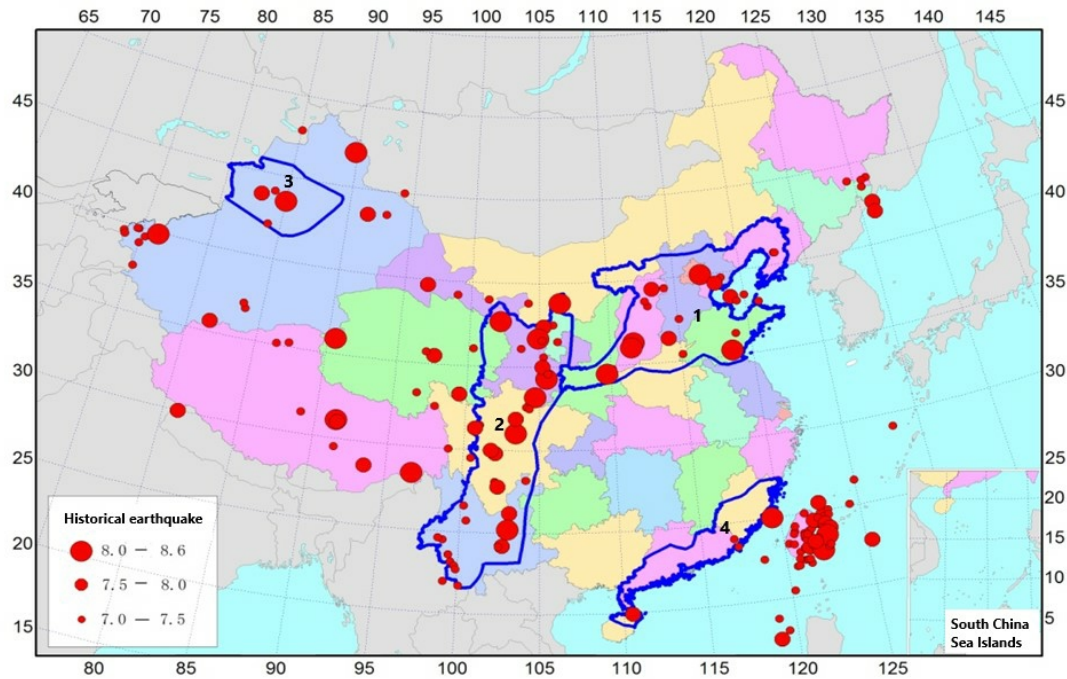 65 70 75 80 85 90 95 100 105 110 115 120 125 130 135 140 145
45 45
3
40 40
35 35
1
30 30
2
25 25
Historical earthquake
8.0 — 8.6
7.5 — 8.0
7.0 — 7.5
4
20 20
15
10
5
15
South China
Sea Islands
80 85 90 95 100 105 110 115 120 125